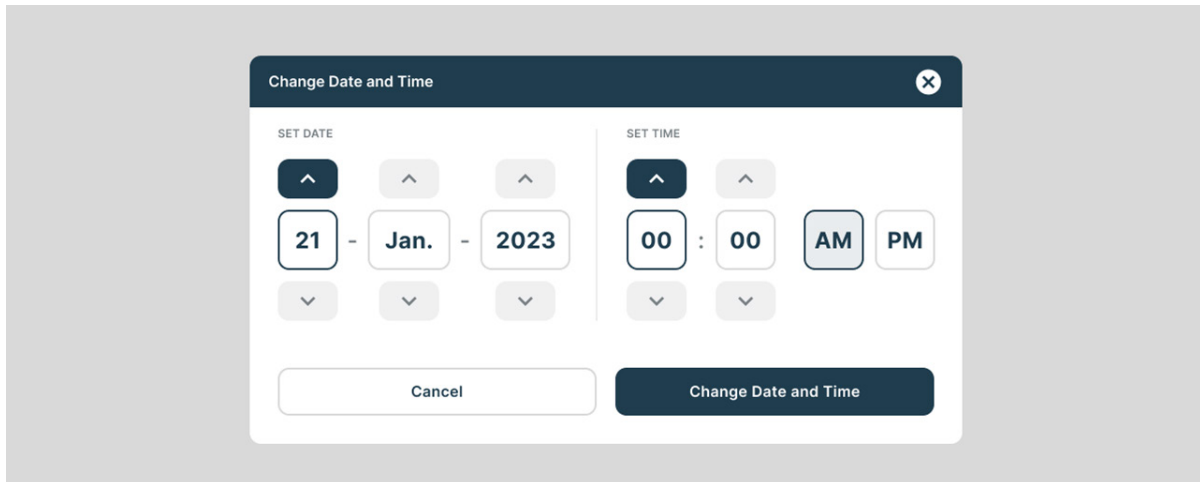 Change Date and Time
SET DATE
SET TIME
21 - Jan. - 2023
00 : 00 AM PM
Cancel
Change Date and Time